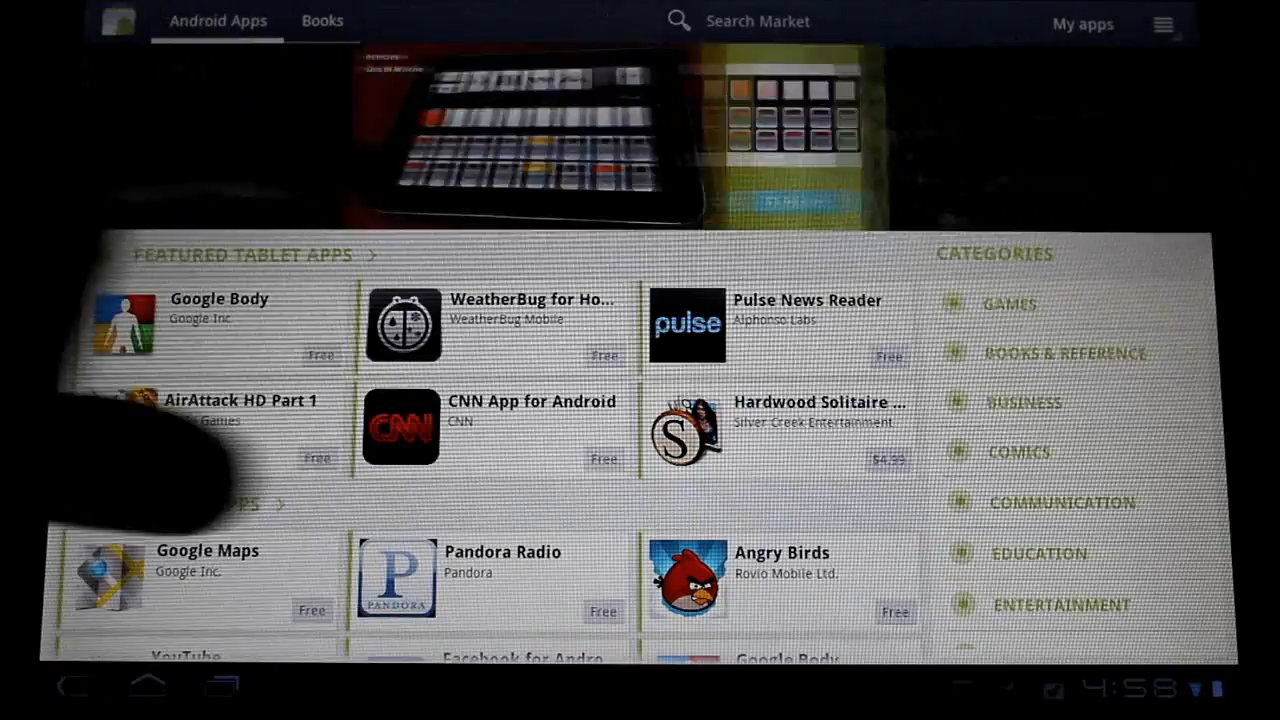 Android Apps Books Search Market My apps
FEATURED TABLET APPS
CATEGORIES
Google Body
Google Inc.
Free
WeatherBug for Ho...
WeatherBug Mobile
Free
pulse
Pulse News Reader
Alphonso Labs
Free
GAMES
BOOKS & REFERENCE
AirAttack HD Part 1
Games
Free
CNN
CNN App for Android
CNN
Free
S
Hardwood Solitaire ...
Silver Creek Entertainment
$4.99
BUSINESS
COMICS
COMMUNICATION
Google Maps
Google Inc.
Free
P
PANDORA
Pandora Radio
Pandora
Free
Angry Birds
Rovio Mobile Ltd.
Free
EDUCATION
ENTERTAINMENT
YouTube
Facebook for Andro
Google Body
4:58